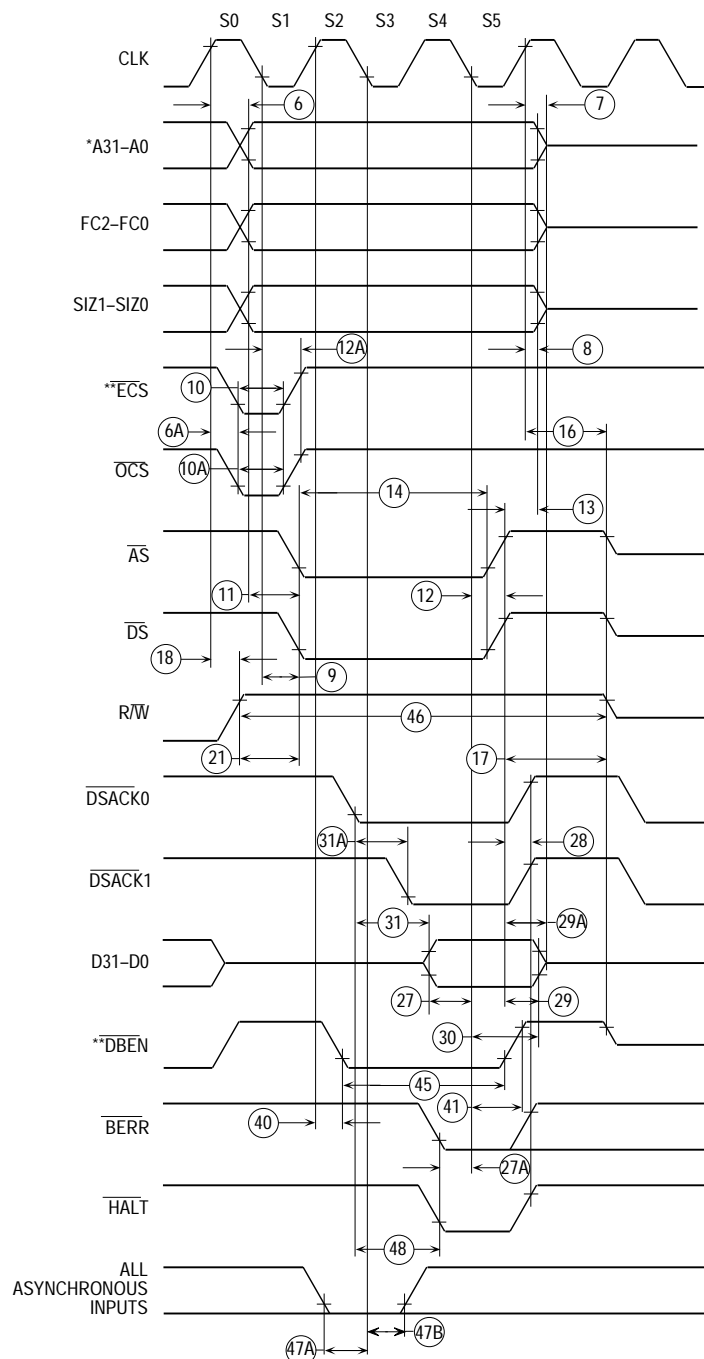 S0 S1 S2 S3 S4 S5
CLK
6 7
*A31–A0
FC2–FC0
SIZ1–SIZ0
12A 8
**ECS
10
6A 16
OCS
10A
14
13
AS
11 12
DS
18
9
R/W
46
21 17
DSACK0
31A 28
DSACK1
31 29A
D31–D0
27 29
30
**DBEN
45
41
40
BERR
27A
HALT
48
ALL
ASYNCHRONOUS
INPUTS
47A 47B